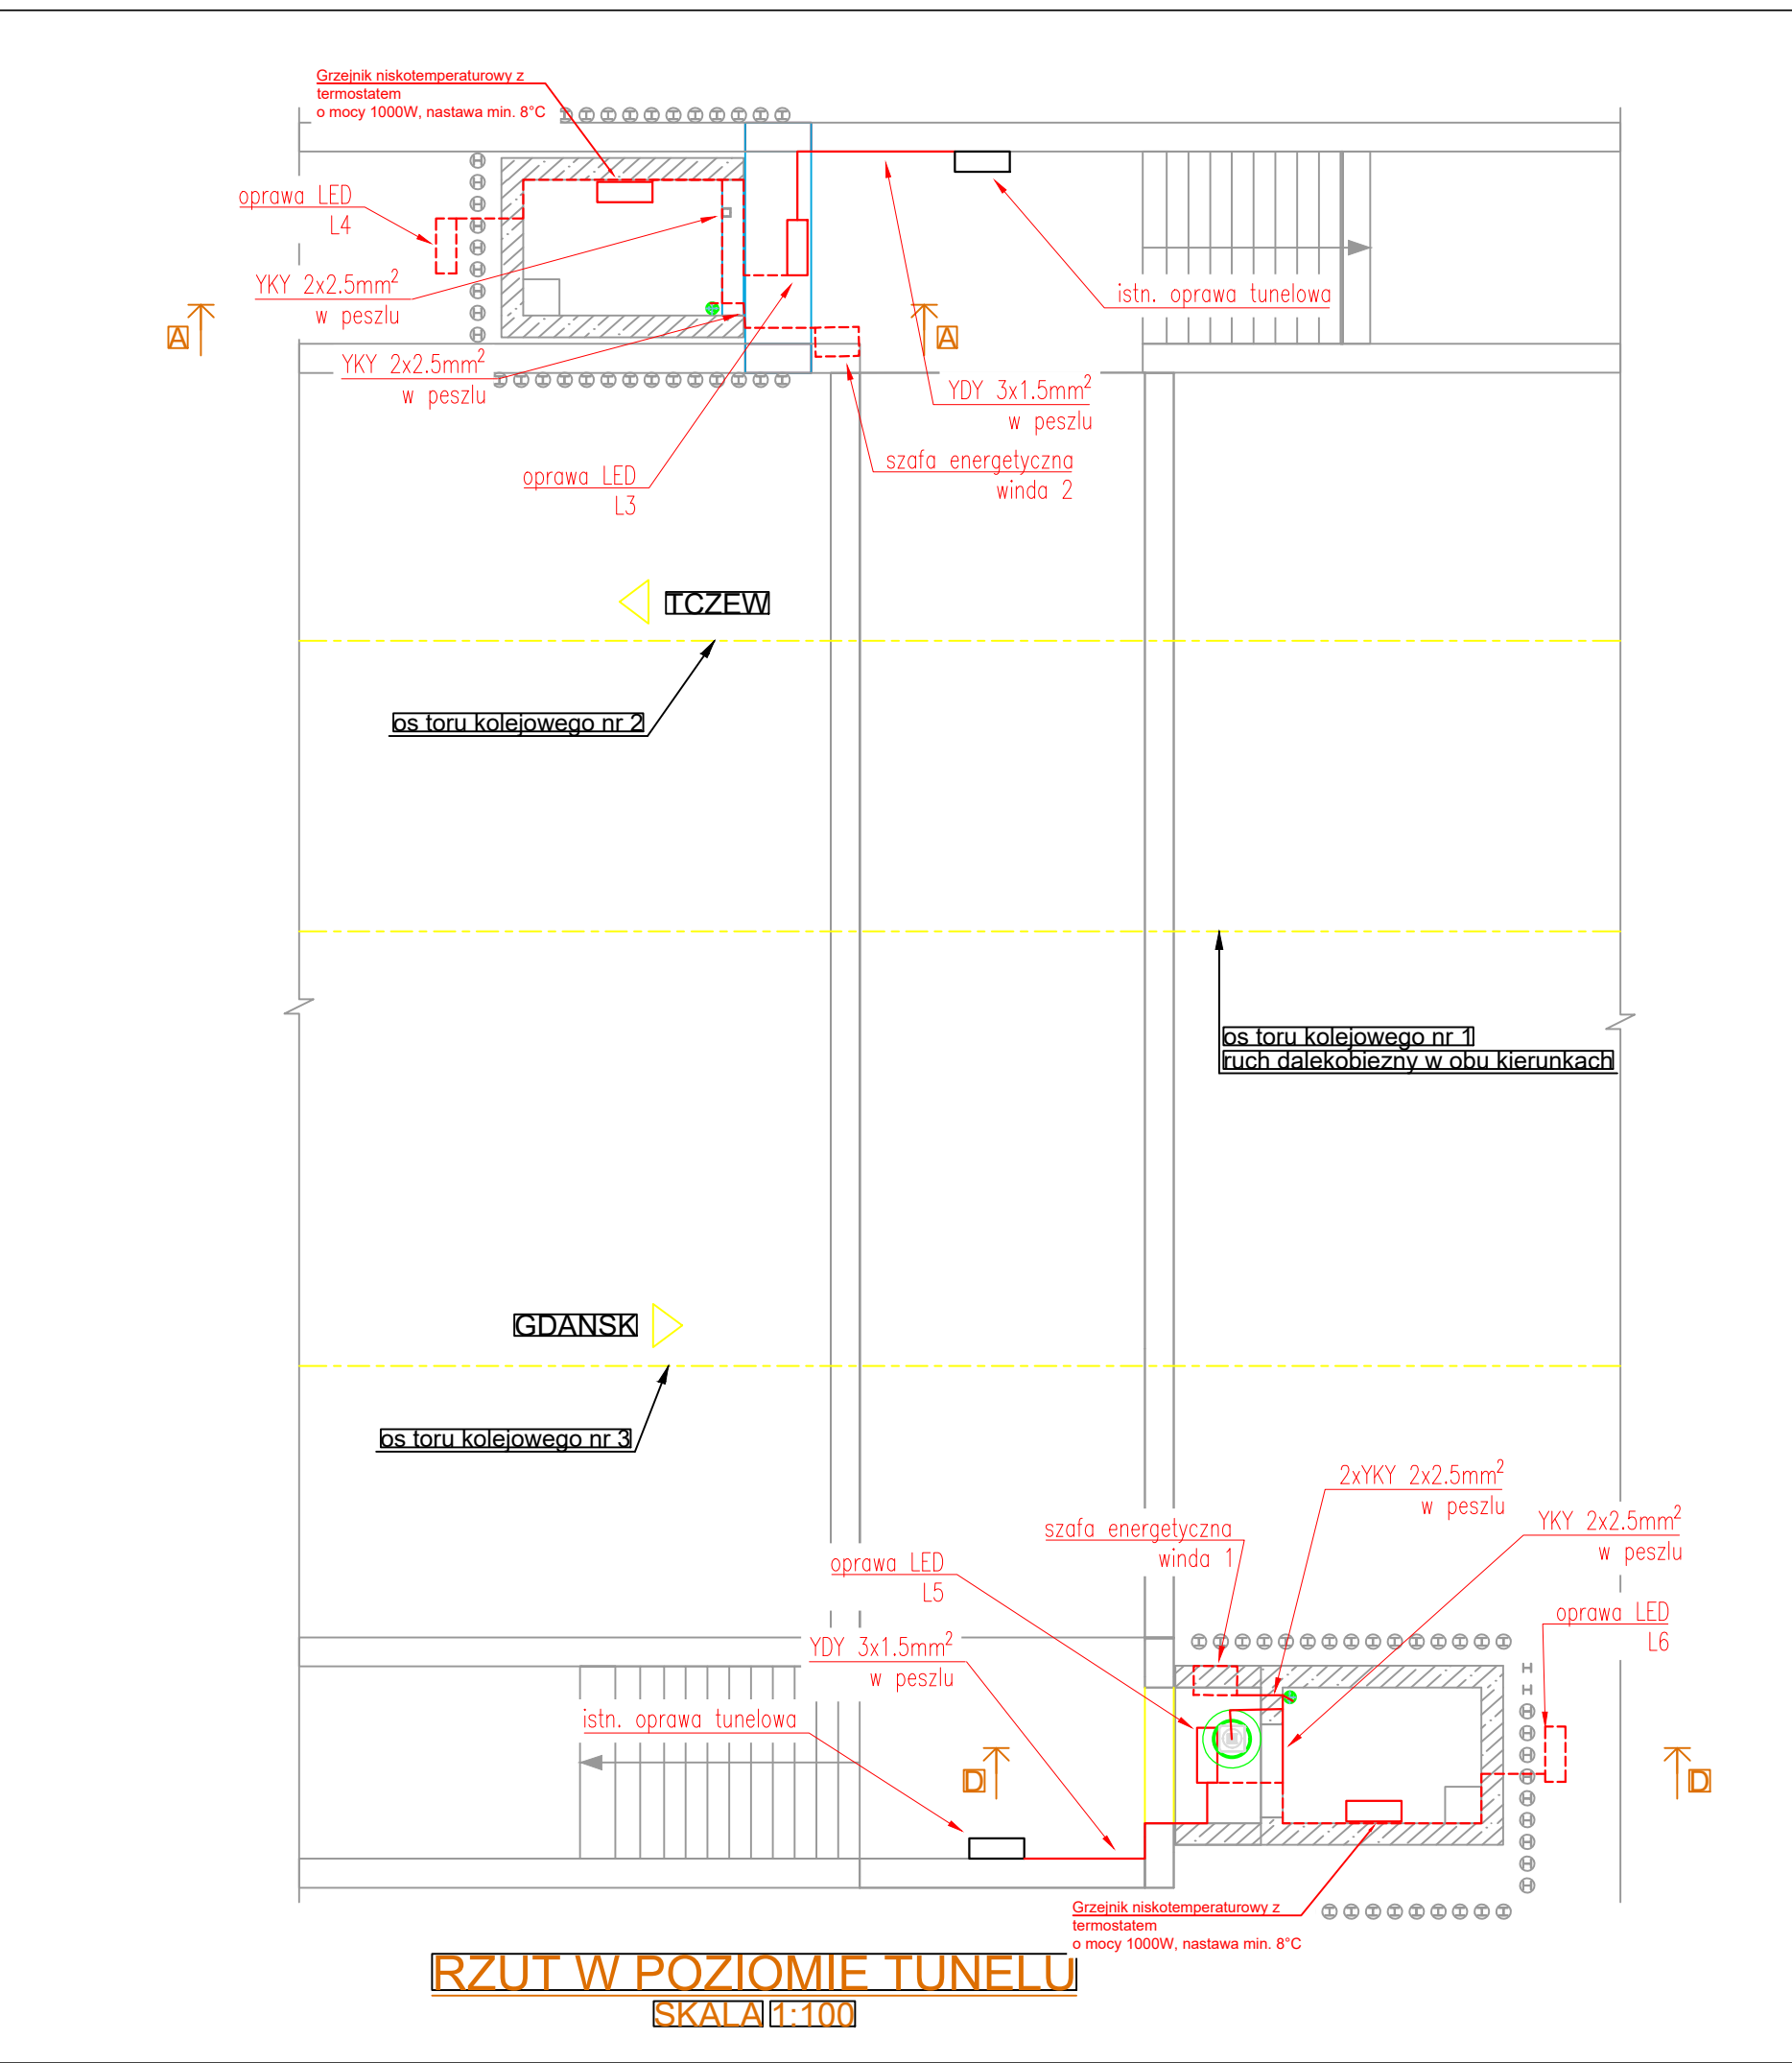 Grzejnik niskotemperaturowy z
termostatem
o mocy 1000W, nastawa min. 8°C
oprawa LED
L4
YKY 2x2.5mm²
w peszlu
istn. oprawa tunelowa
A
A
YKY 2x2.5mm²
w peszlu
YDY 3x1.5mm²
w peszlu
szafa energetyczna
winda 2
oprawa LED
L3
TCZEW
os toru kolejowego nr 2
os toru kolejowego nr 1
ruch dalekobiezny w obu kierunkach
GDANSK
os toru kolejowego nr 3
2xYKY 2x2.5mm²
w peszlu
YKY 2x2.5mm²
w peszlu
szafa energetyczna
winda 1
oprawa LED
L5
oprawa LED
L6
YDY 3x1.5mm²
w peszlu
istn. oprawa tunelowa
D
D
Grzejnik niskotemperaturowy z
termostatem
o mocy 1000W, nastawa min. 8°C
RZUT W POZIOMIE TUNELU
SKALA 1:100